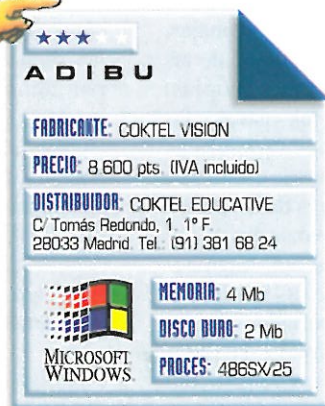 ADIBU
FABRICANTE: COKTEL VISION
PRECIO: 8.600 pts. (IVA incluido)
DISTRIBUIDOR: COKTEL EDUCATIVE
C/ Tomás Redondo, 1. 1º F.
28033 Madrid. Tel.: (91) 381 68 24
MICROSOFT
WINDOWS
MEMORIA: 4 Mb
DISCO DURO: 2 Mb
PROCES: 486SX/25